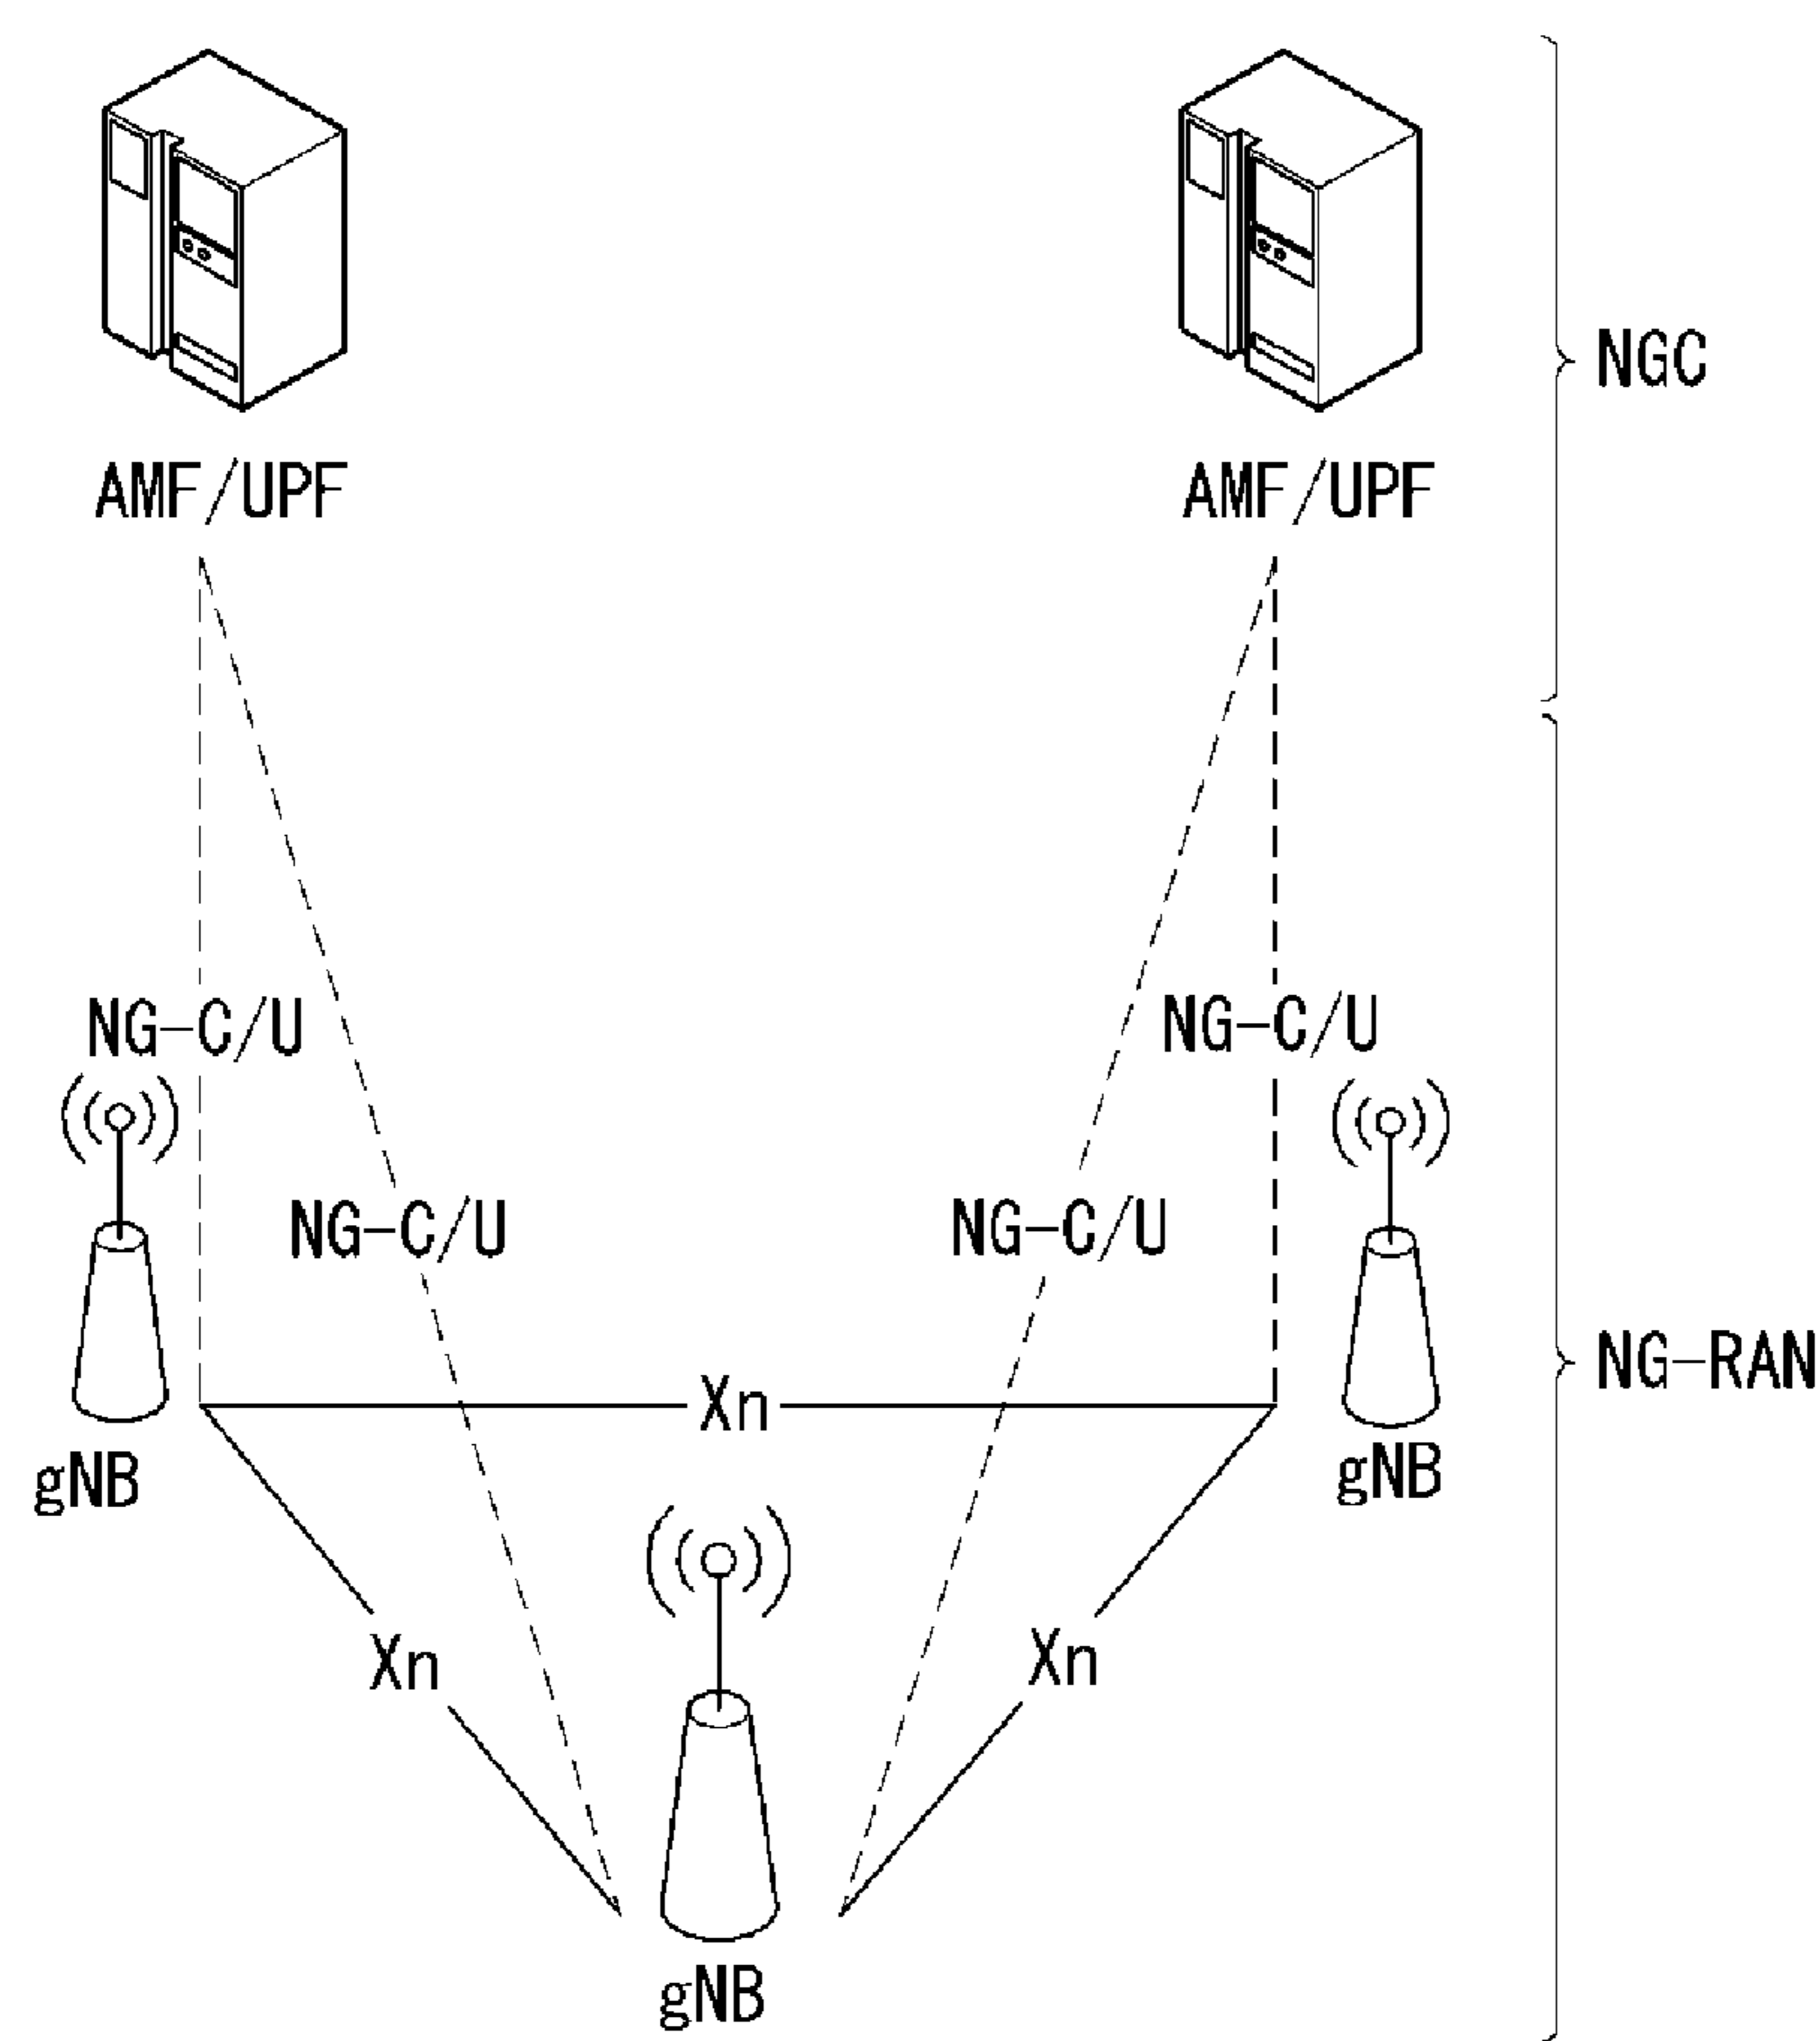 NGC
AMF/UPF
AMF/UPF
NG-C/U
NG-C/U
NG-C/U
NG-C/U
NG-RAN
Xn
gNB
gNB
Xn
Xn
gNB